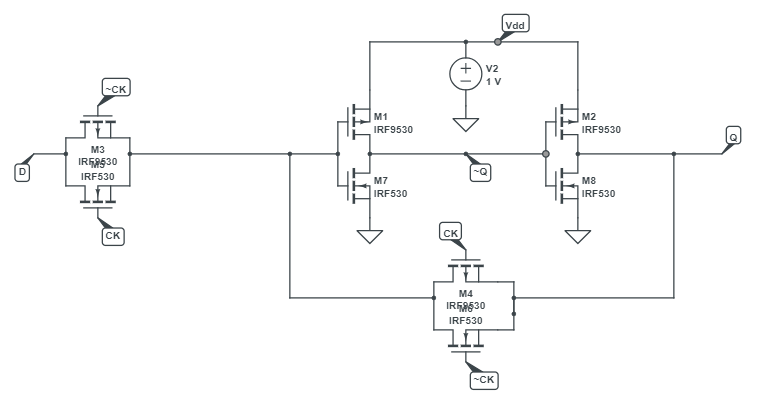 Vdd
+
V2
1 V
~CK
M1
IRF9530
M2
IRF9530
Q
M3
IRF9530
M5
IRF530
D
~Q
M7
IRF530
M8
IRF530
CK
CK
M4
IRF9530
M6
IRF530
~CK